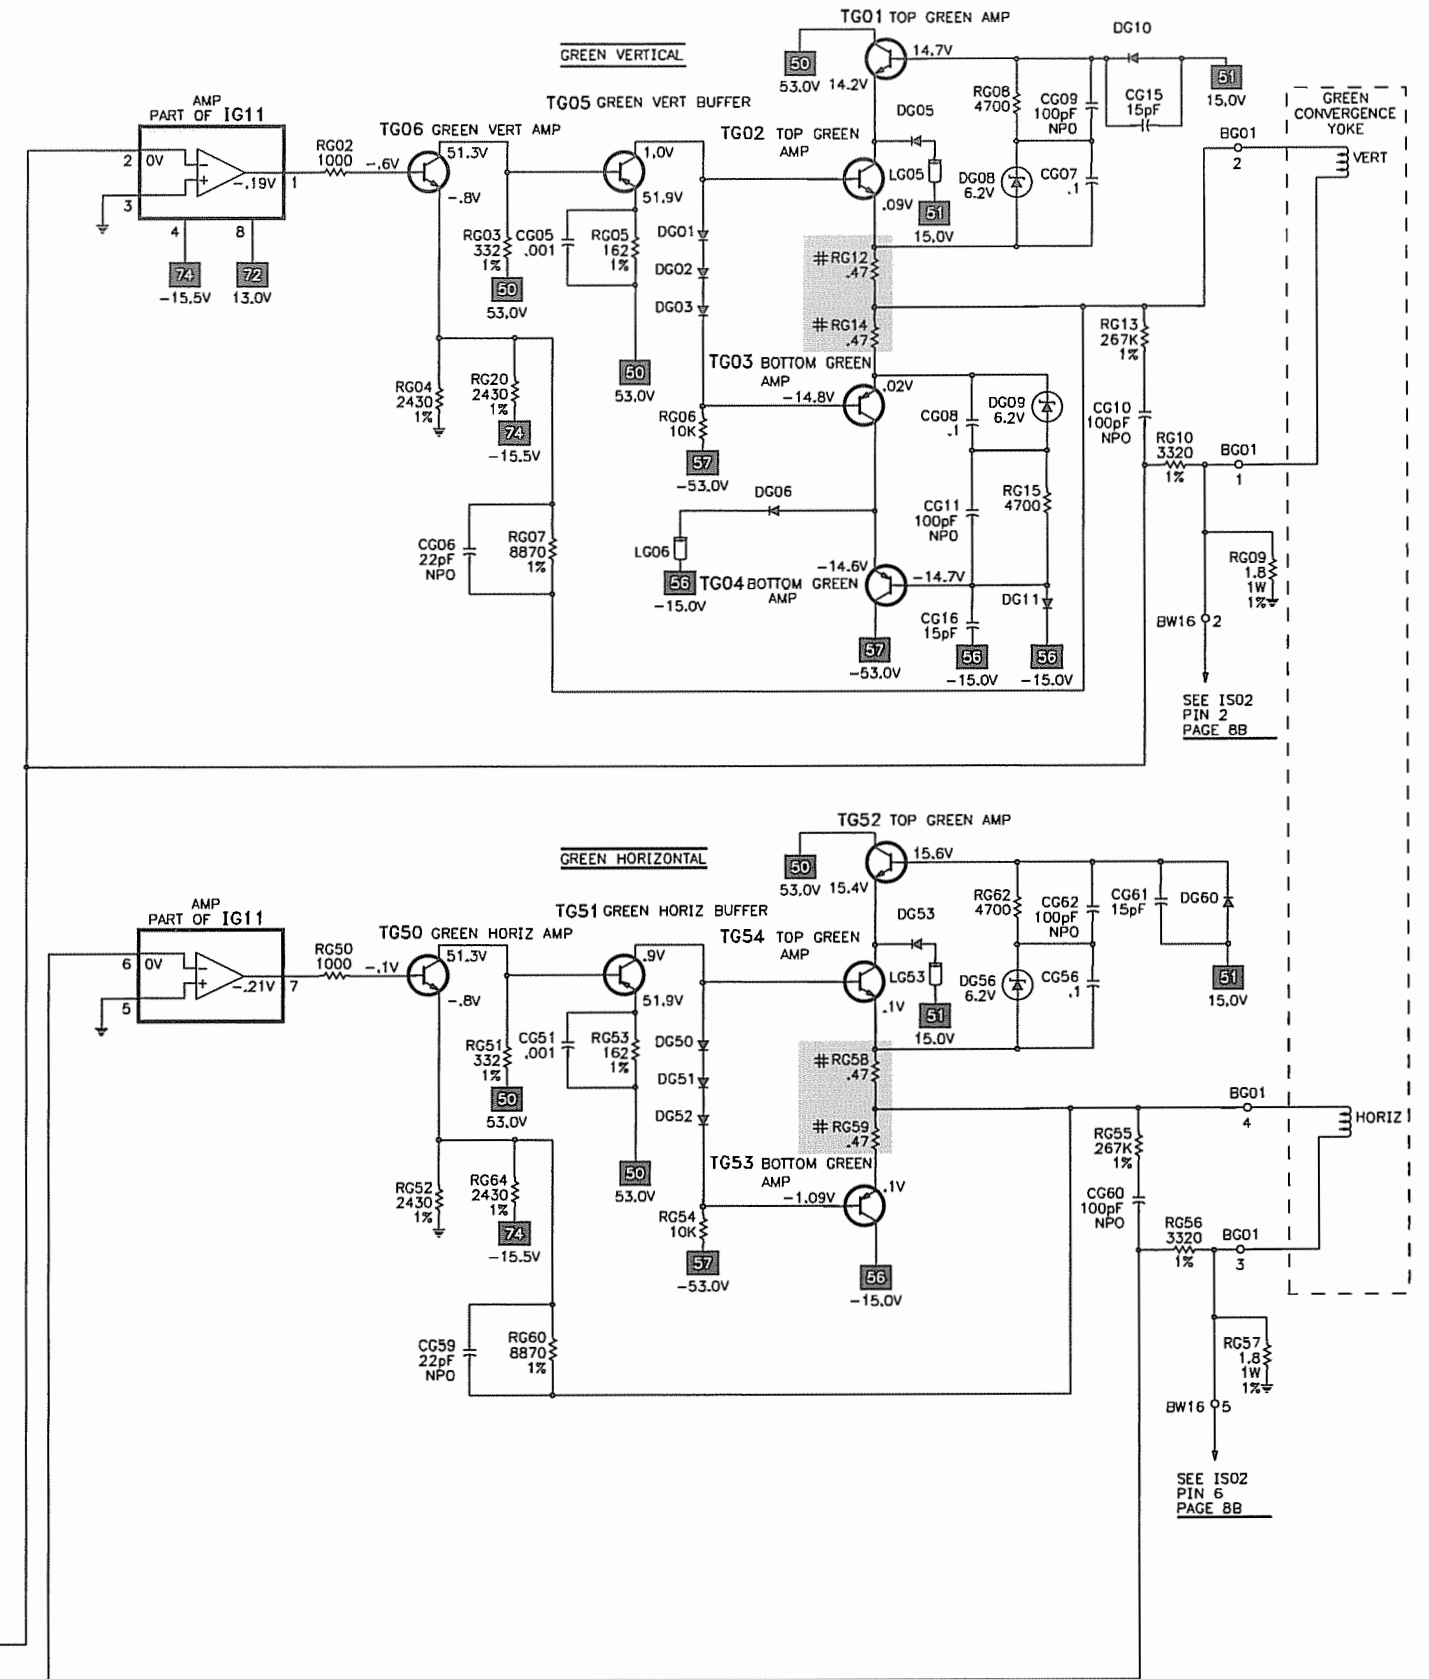 TG01 TOP GREEN AMP
DG10
GREEN VERTICAL
50
53.0V
14.2V
14.7V
51
15.0V
RG08
4700
CG09
100pF
NPO
CG15
15pF
GREEN
CONVERGENCE
YOKE
AMP
PART OF IG11
TG05 GREEN VERT BUFFER
TG06 GREEN VERT AMP
DG05
TG02 TOP GREEN
AMP
BG01
2
VERT
2
0V
-.19V
1
3
4
8
RG02
1000
-.6V
51.3V
-.8V
1.0V
51.9V
LG05
.09V
51
15.0V
DG08
6.2V
CG07
.1
74
-15.5V
72
13.0V
RG03
332
1%
50
53.0V
CG05
.001
RG05
162
1%
DG01
DG02
DG03
#RG12
.47
#RG14
.47
RG13
267K
1%
50
53.0V
TG03 BOTTOM GREEN
AMP
.02V
-14.8V
RG04
2430
1%
RG20
2430
1%
74
-15.5V
RG06
10K
57
-53.0V
CG08
.1
DG09
6.2V
CG10
100pF
NPO
RG10
3320
1%
BG01
1
DG06
CG11
100pF
NPO
RG15
4700
CG06
22pF
NPO
RG07
8870
1%
LG06
56
-15.0V
-14.6V
TG04 BOTTOM GREEN
AMP
-14.7V
DG11
CG16
15pF
57
-53.0V
56
-15.0V
56
-15.0V
RG09
1.8
1W
1%
BW16
2
SEE IS02
PIN 2
PAGE 8B
TG52 TOP GREEN AMP
GREEN HORIZONTAL
50
53.0V
15.4V
15.6V
RG62
4700
CG62
100pF
NPO
CG61
15pF
DG60
51
15.0V
AMP
PART OF IG11
TG51 GREEN HORIZ BUFFER
TG50 GREEN HORIZ AMP
DG53
TG54 TOP GREEN
AMP
6
0V
-.21V
7
5
RG50
1000
-.1V
51.3V
-.8V
.9V
51.9V
LG53
.1V
51
15.0V
DG56
6.2V
CG56
.1
RG51
332
1%
50
53.0V
CG51
.001
RG53
162
1%
DG50
DG51
DG52
#RG58
.47
#RG59
.47
BG01
4
HORIZ
RG55
267K
1%
50
53.0V
TG53 BOTTOM GREEN
AMP
.1V
-1.09V
RG52
2430
1%
RG64
2430
1%
74
-15.5V
RG54
10K
57
-53.0V
56
-15.0V
CG60
100pF
NPO
RG56
3320
1%
BG01
3
CG59
22pF
NPO
RG60
8870
1%
RG57
1.8
1W
1%
BW16
5
SEE IS02
PIN 6
PAGE 8B